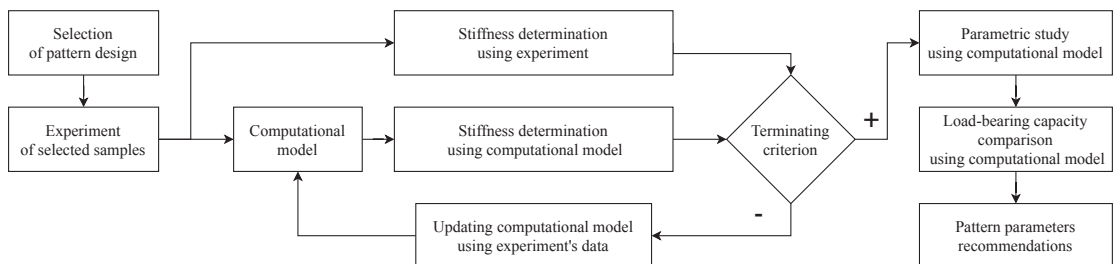 Selection
of pattern design
Experiment
of selected samples
Stiffness determination
using experiment
Computational
model
Stiffness determination
using computational model
Updating computational model
using experiment's data
Terminating
criterion
+
-
Parametric study
using computational model
Load-bearing capacity
comparison
using computational model
Pattern parameters
recommendations